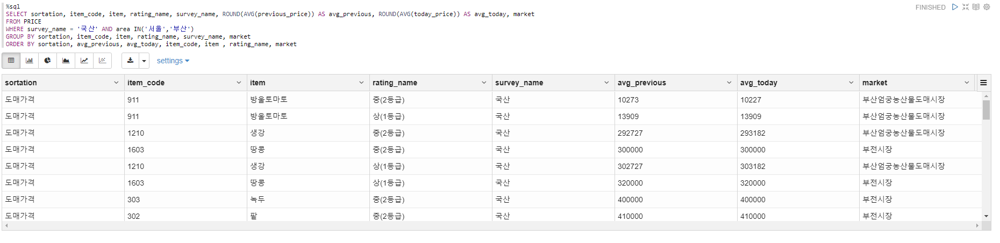 %sql
FINISHED
SELECT sortation, item_code, item, rating_name, survey_name, ROUND(AVG(previous_price)) AS avg_previous, ROUND(AVG(today_price)) AS avg_today, market
FROM PRICE
WHERE survey_name = '국산' AND area IN('서울','부산')
GROUP BY sortation, item_code, item, rating_name, survey_name, market
ORDER BY sortation, avg_previous, avg_today, item_code, item , rating_name, market
settings
sortation item_code item rating_name survey_name avg_previous avg_today market
도매가격 911 방울토마토 중(2등급) 국산 10273 10227 부산엄궁농산물도매시장
도매가격 911 방울토마토 상(1등급) 국산 13909 13909 부산엄궁농산물도매시장
도매가격 1210 생강 중(2등급) 국산 292727 293182 부산엄궁농산물도매시장
도매가격 1603 땅콩 중(2등급) 국산 300000 300000 부전시장
도매가격 1210 생강 상(1등급) 국산 302727 303182 부산엄궁농산물도매시장
도매가격 1603 땅콩 상(1등급) 국산 320000 320000 부전시장
도매가격 303 녹두 중(2등급) 국산 400000 400000 부전시장
도매가격 302 팥 중(2등급) 국산 410000 410000 부전시장